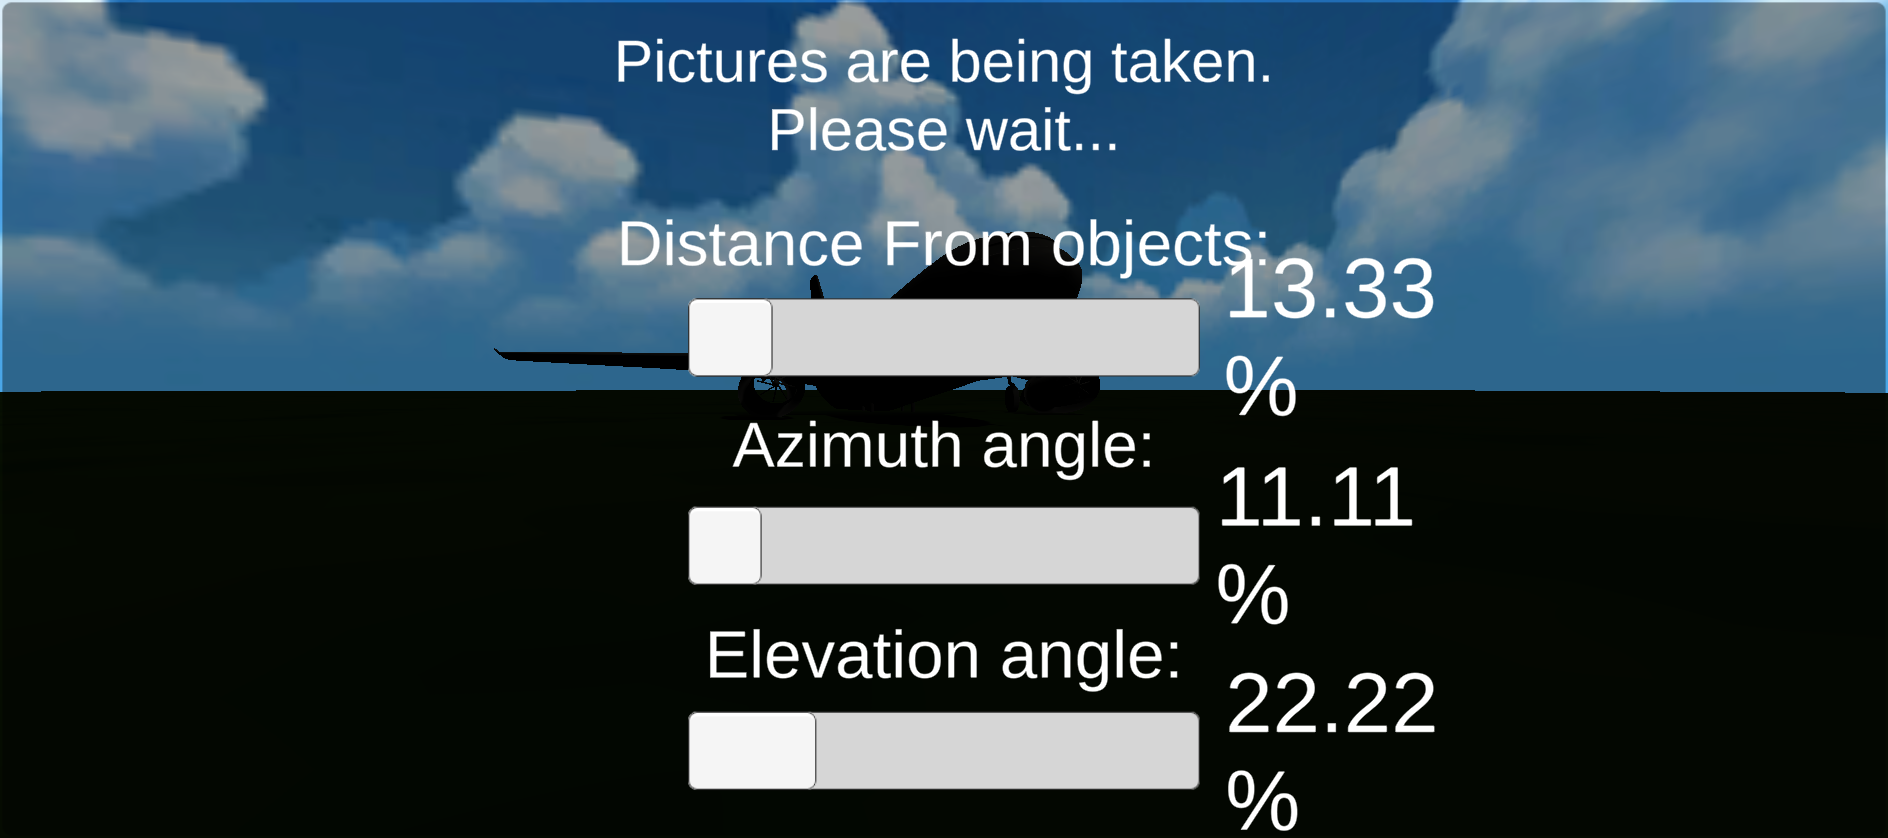 Pictures are being taken.
Please wait...
Distance From objects:
13.33
%
Azimuth angle:
11.11
%
Elevation angle:
22.22
%